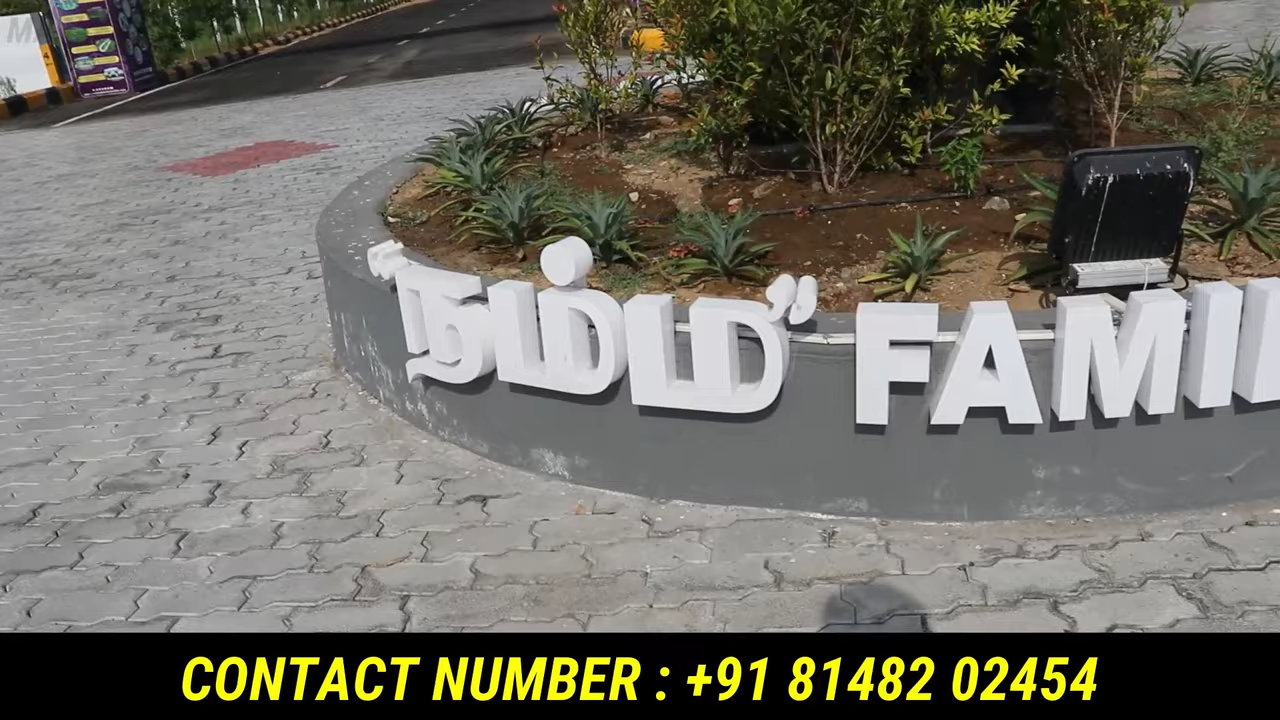 "நம்ம" FAMI
CONTACT NUMBER : +91 81482 02454